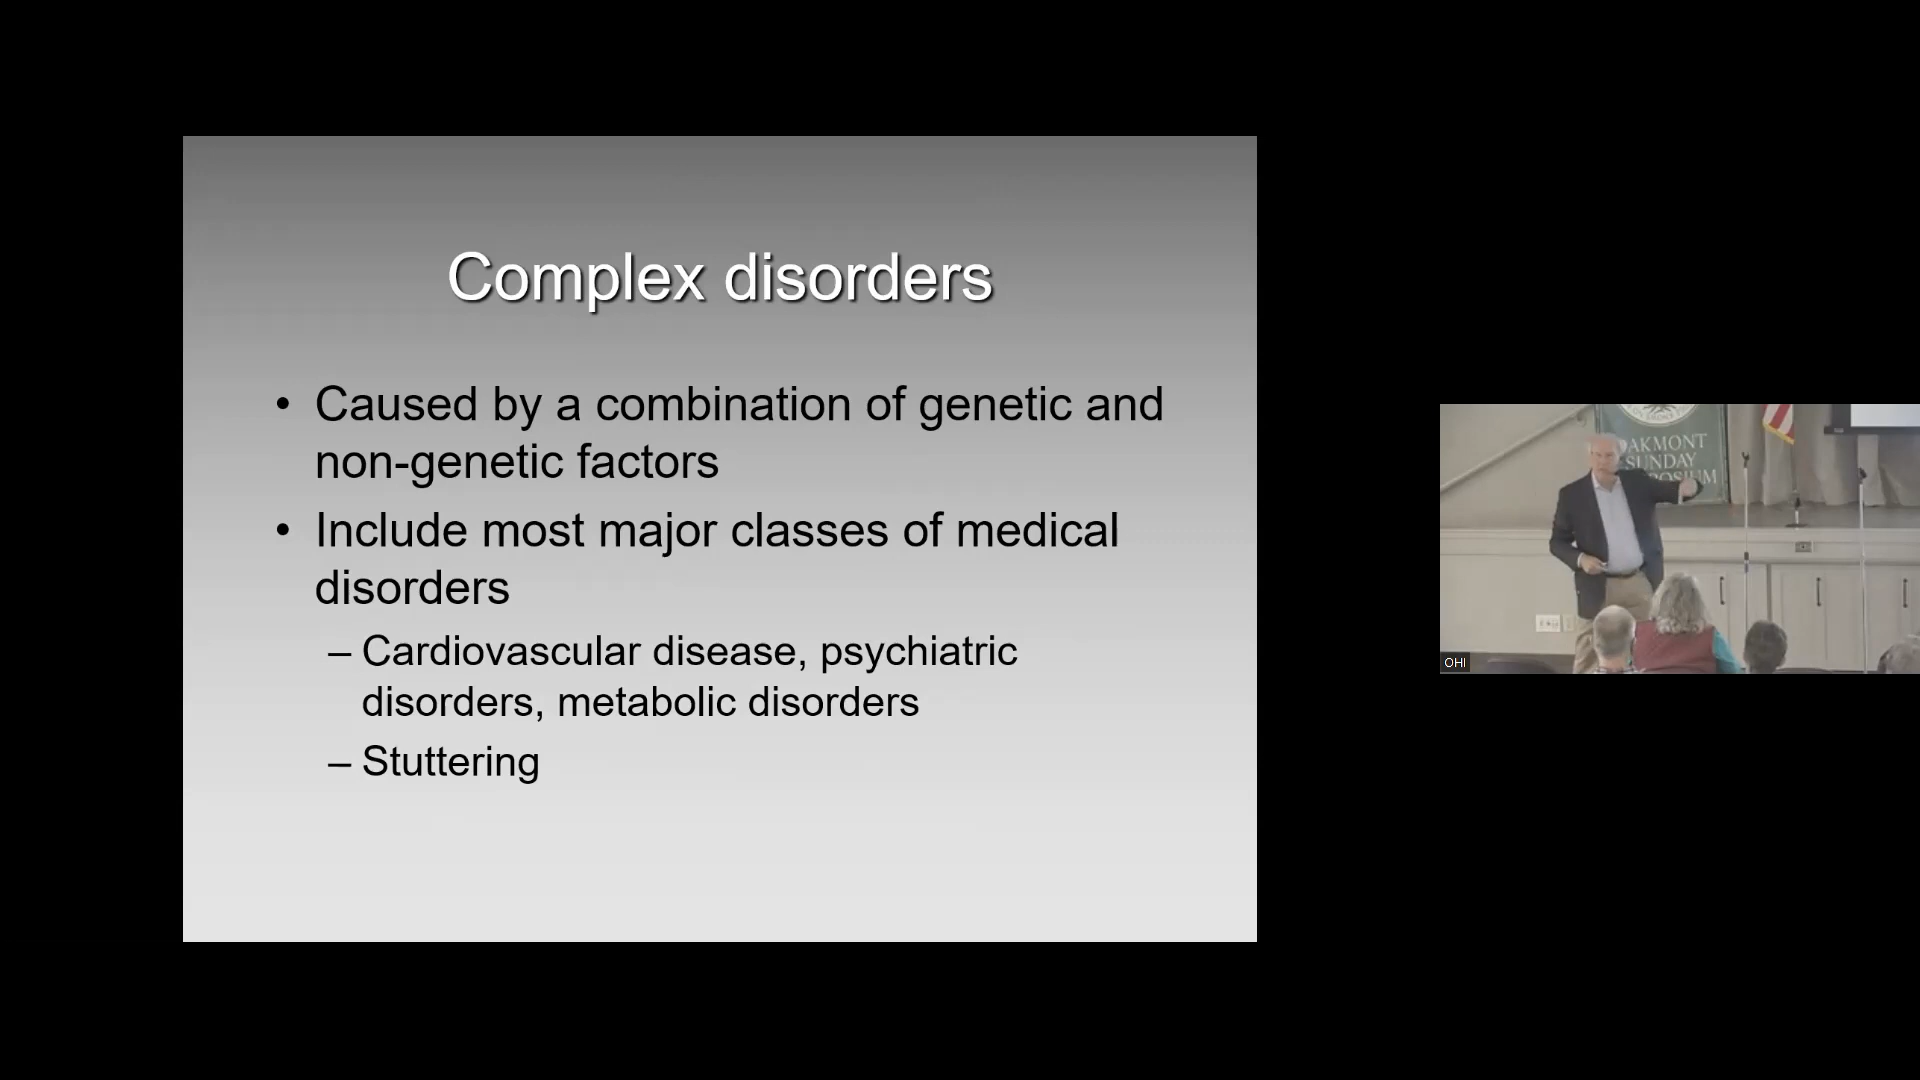 Complex disorders
• Caused by a combination of genetic and
non-genetic factors
• Include most major classes of medical
disorders
– Cardiovascular disease, psychiatric
disorders, metabolic disorders
– Stuttering
OAKMONT
SUNDAY
OHI